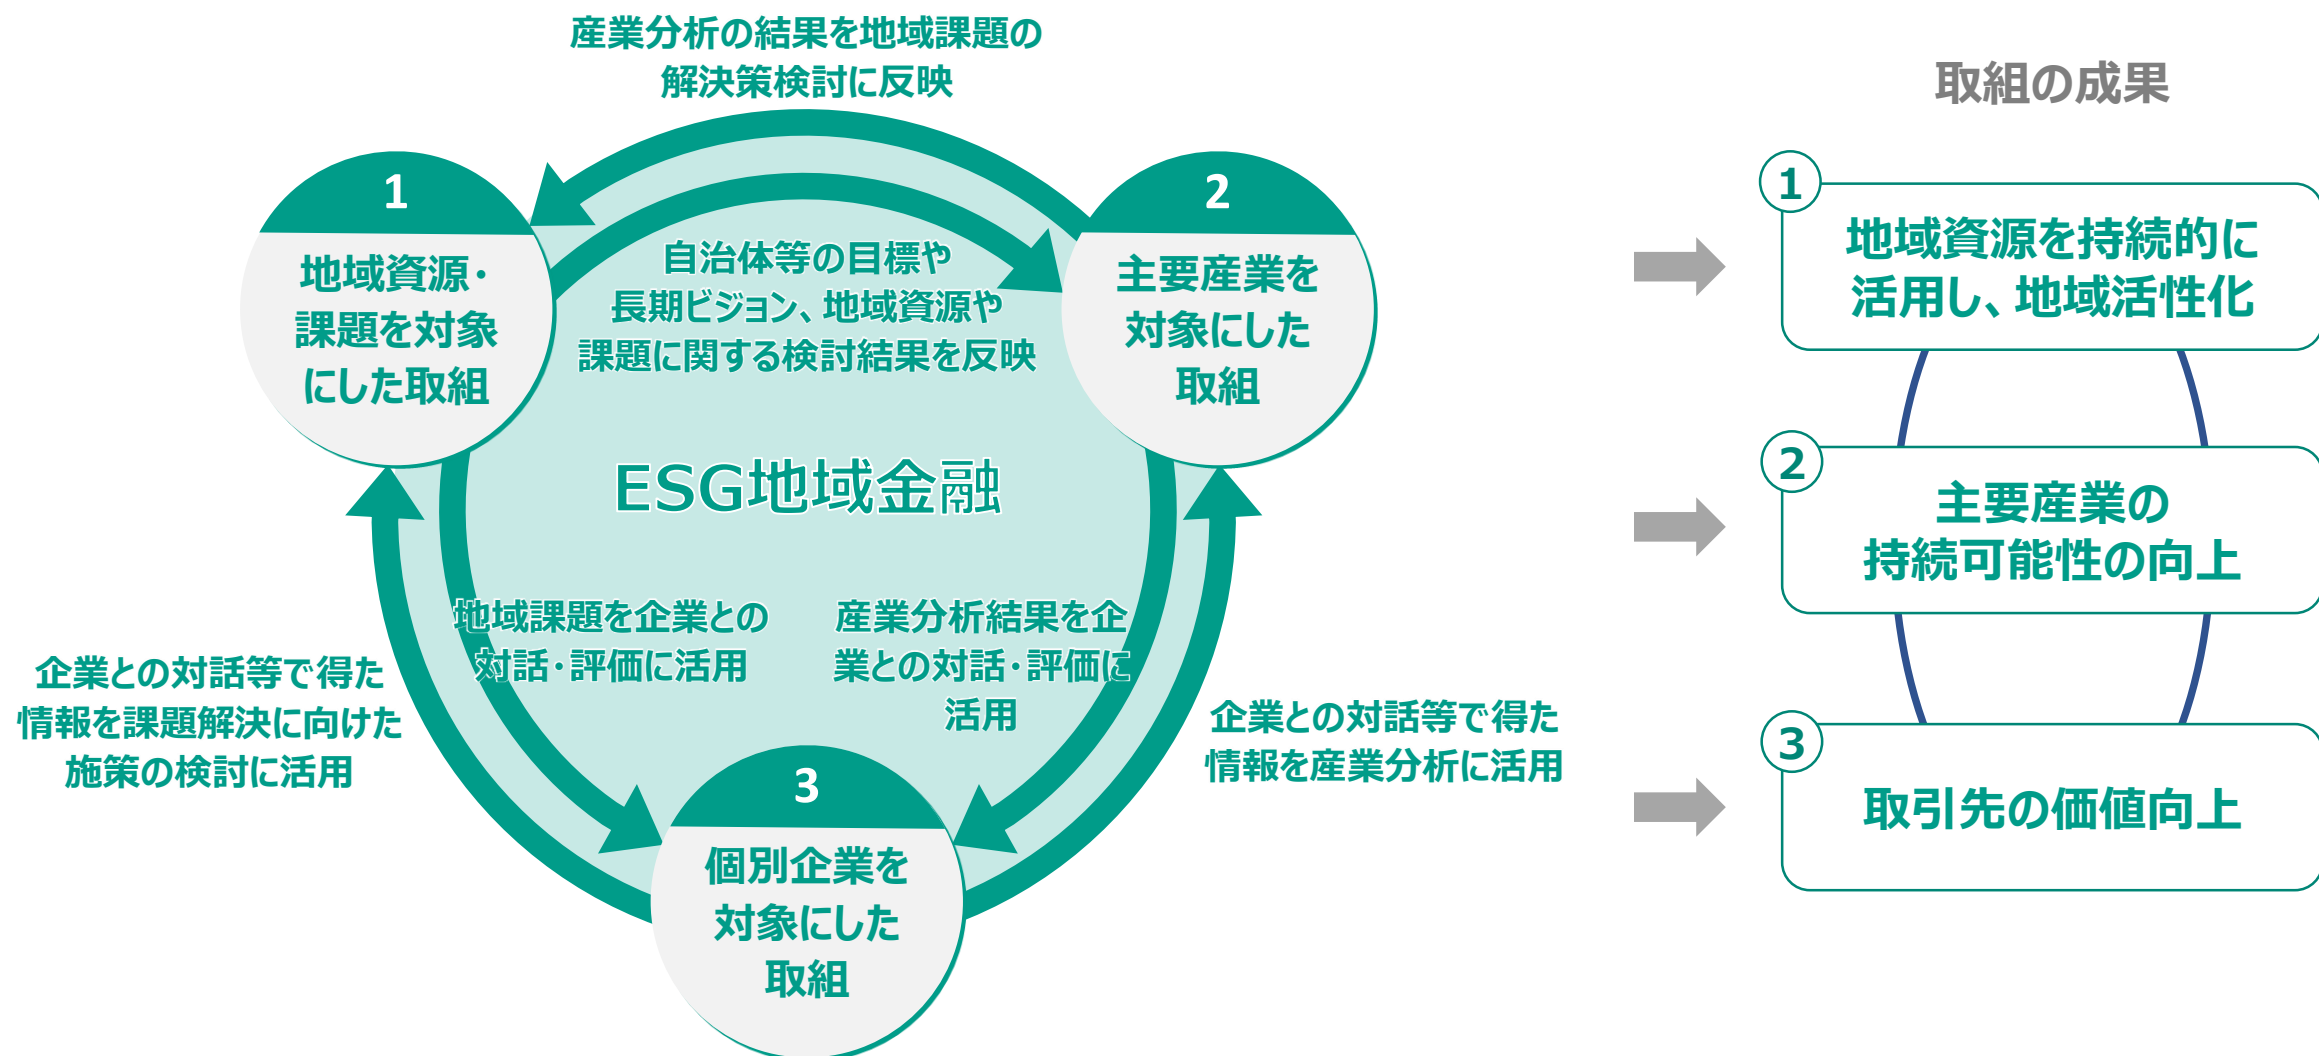 産業分析の結果を地域課題の
解決策検討に反映
1
地域資源・
課題を対象
にした取組
2
主要産業を
対象にした
取組
自治体等の目標や
長期ビジョン、地域資源や
課題に関する検討結果を反映
ESG地域金融
地域課題を企業との
対話・評価に活用
産業分析結果を企
業との対話・評価に
活用
企業との対話等で得た
情報を課題解決に向けた
施策の検討に活用
企業との対話等で得た
情報を産業分析に活用
3
個別企業を
対象にした
取組
取組の成果
1
地域資源を持続的に
活用し、地域活性化
2
主要産業の
持続可能性の向上
3
取引先の価値向上